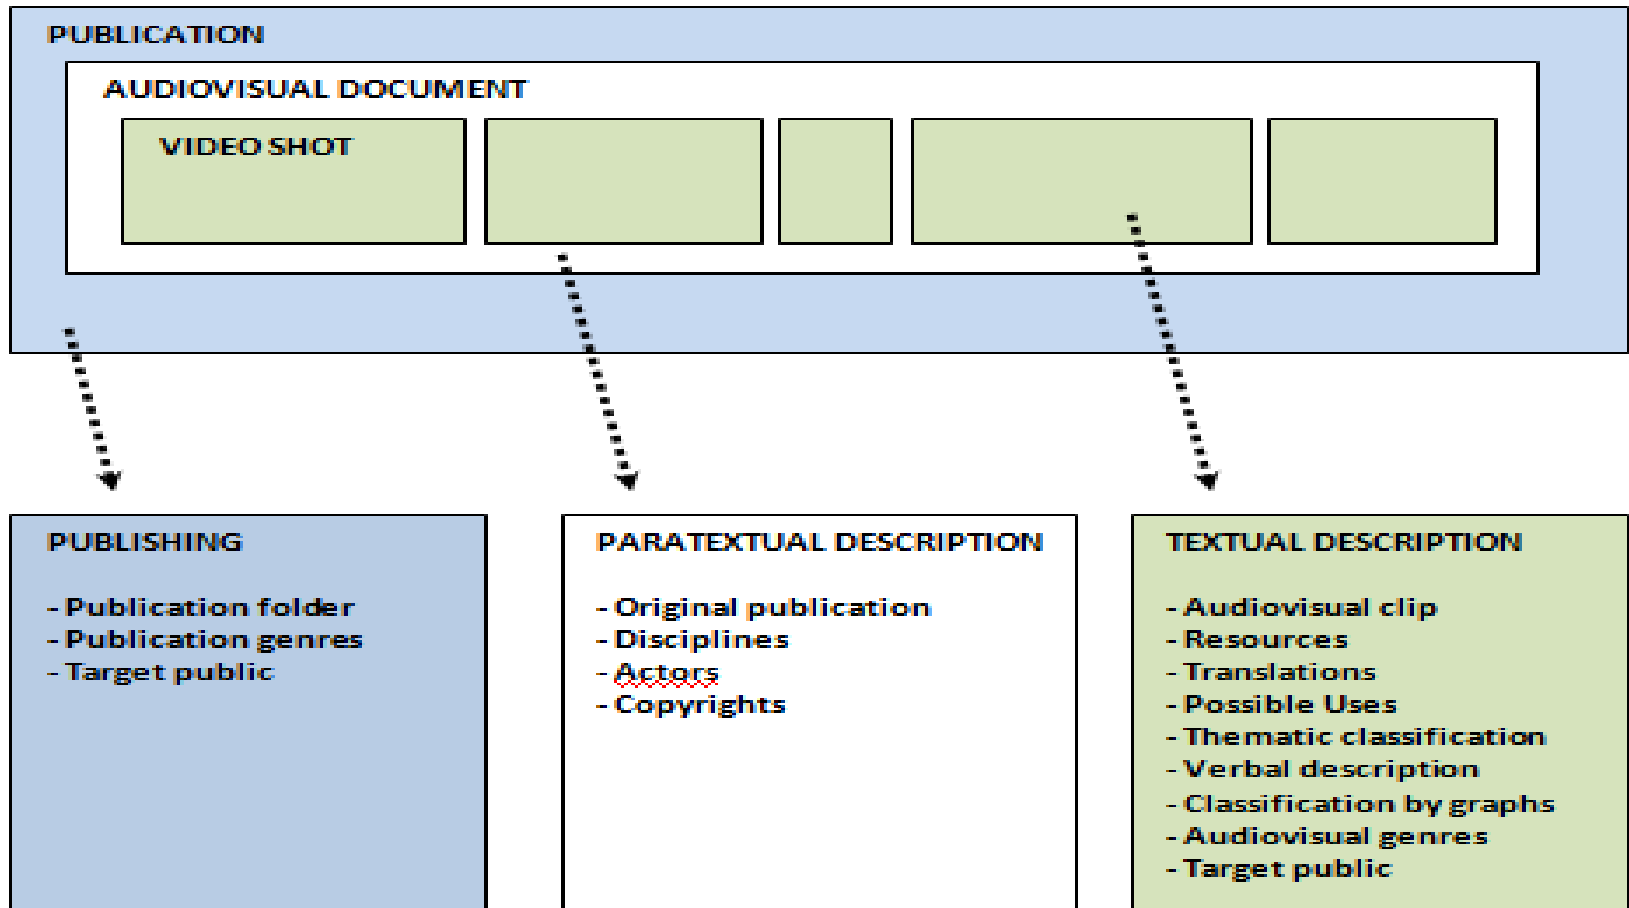 PUBLICATION
AUDIOVISUAL DOCUMENT
VIDEO SHOT
PUBLISHING
- Publication folder
- Publication genres
- Target public
PARATEXTUAL DESCRIPTION
- Original publication
- Disciplines
- Actors
- Copyrights
TEXTUAL DESCRIPTION
- Audiovisual clip
- Resources
- Translations
- Possible Uses
- Thematic classification
- Verbal description
- Classification by graphs
- Audiovisual genres
- Target public